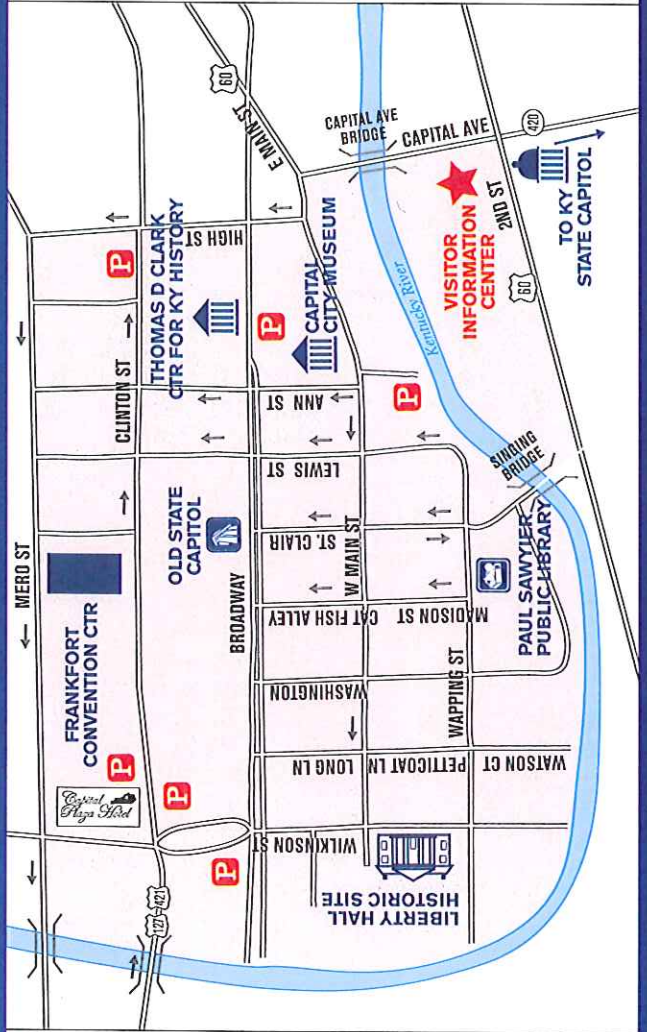 MERO ST
FRANKFORT
CONVENTION CTR
Capital
Plaza Hotel
P
CLINTON ST
P
127
421
P
P
THOMAS D CLARK
CTR FOR KY HISTORY
OLD STATE
CAPITOL
BROADWAY
P
HIGH ST
E MAIN ST
60
CAPITAL
CITY MUSEUM
ANN ST
LEWIS ST
ST. CLAIR
CAT FISH ALLEY
MADISON ST
WASHINGTON
LONG LN
PETTICOAT LN
WATSON CT
WILKINSON ST
LIBERTY HALL
HISTORIC SITE
W MAIN ST
P
WAPPING ST
PAUL SAWYIER
PUBLIC LIBRARY
SINGING
BRIDGE
Kentucky River
CAPITAL AVE
BRIDGE
CAPITAL AVE
420
VISITOR
INFORMATION
CENTER
2ND ST
60
TO KY
STATE CAPITOL